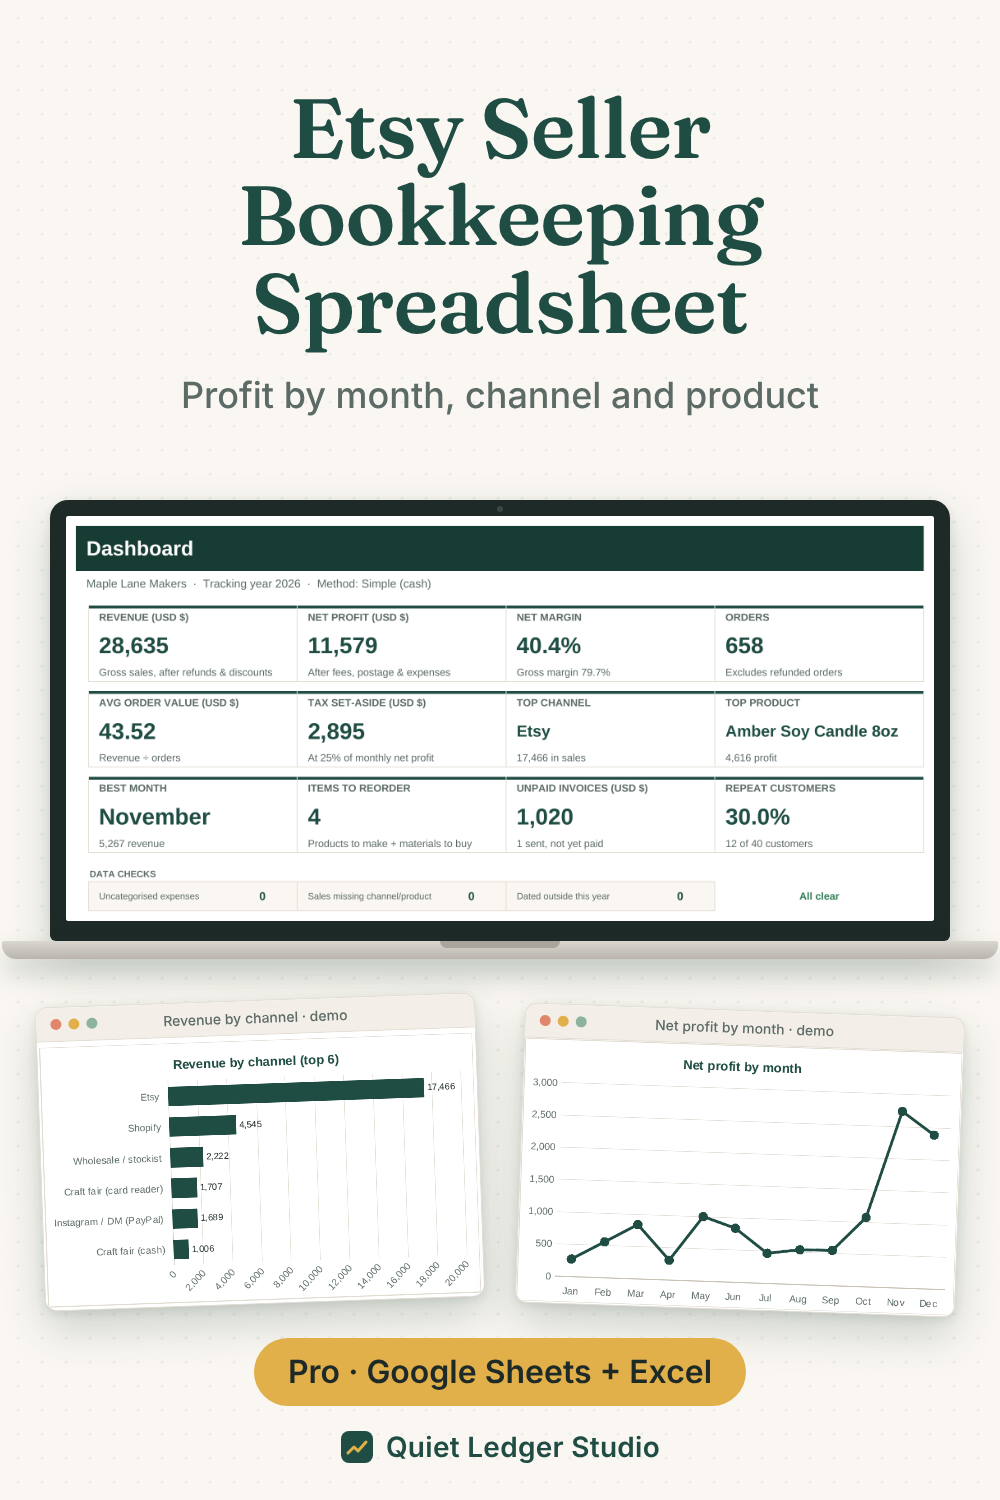 Etsy Seller
Bookkeeping
Spreadsheet
Profit by month, channel and product
Dashboard
Maple Lane Makers · Tracking year 2026 · Method: Simple (cash)
REVENUE (USD $) NET PROFIT (USD $) NET MARGIN ORDERS
28,635 11,579 40.4% 658
Gross sales, after refunds & discounts After fees, postage & expenses Gross margin 79.7% Excludes refunded orders
AVG ORDER VALUE (USD $) TAX SET-ASIDE (USD $) TOP CHANNEL TOP PRODUCT
43.52 2,895 Etsy Amber Soy Candle 8oz
Revenue ÷ orders At 25% of monthly net profit 17,466 in sales 4,616 profit
BEST MONTH ITEMS TO REORDER UNPAID INVOICES (USD $) REPEAT CUSTOMERS
November 4 1,020 30.0%
5,267 revenue Products to make + materials to buy 1 sent, not yet paid 12 of 40 customers
DATA CHECKS
Uncategorised expenses 0 Sales missing channel/product 0 Dated outside this year 0 All clear
Revenue by channel · demo
Revenue by channel (top 6)
Etsy 17,466
Shopify 4,545
Wholesale / stockist 2,222
Craft fair (card reader) 1,707
Instagram / DM (PayPal) 1,689
Craft fair (cash) 1,006
0 2,000 4,000 6,000 8,000 10,000 12,000 14,000 16,000 18,000 20,000
Net profit by month · demo
Net profit by month
3,000
2,500
2,000
1,500
1,000
500
0
Jan Feb Mar Apr May Jun Jul Aug Sep Oct Nov Dec
Pro · Google Sheets + Excel
Quiet Ledger Studio